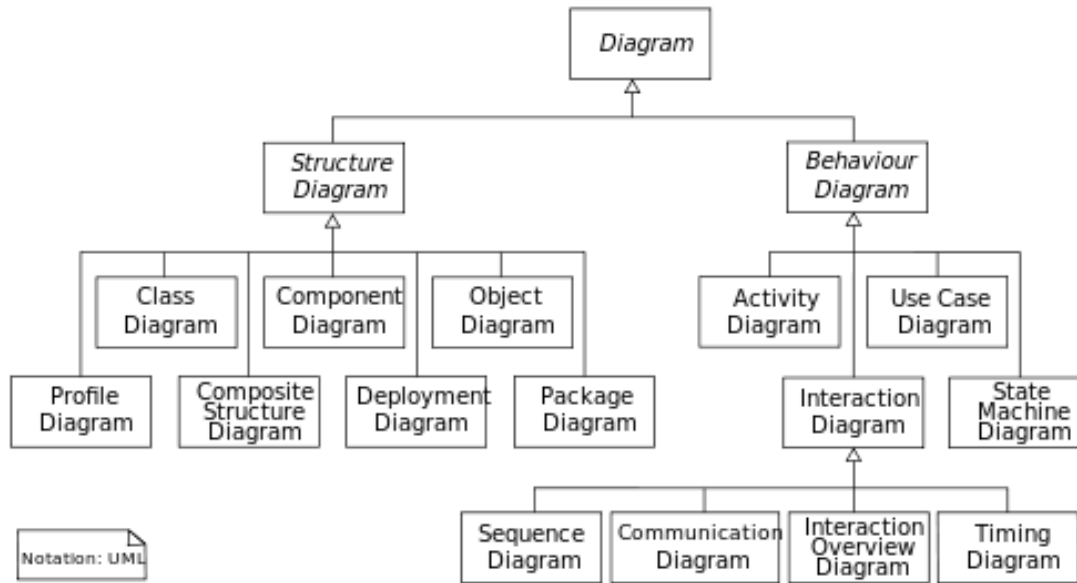 Diagram
Structure
Diagram
Behaviour
Diagram
Class
Diagram
Component
Diagram
Object
Diagram
Activity
Diagram
Use Case
Diagram
Profile
Diagram
Composite
Structure
Diagram
Deployment
Diagram
Package
Diagram
Interaction
Diagram
State
Machine
Diagram
Sequence
Diagram
Communication
Diagram
Interaction
Overview
Diagram
Timing
Diagram
Notation: UML